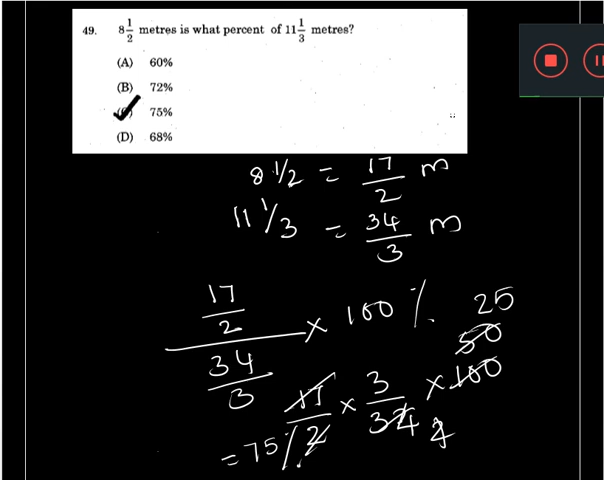 49. 8 1/2 metres is what percent of 11 1/3 metres?
(A) 60%
(B) 72%
75%
(D) 68%
8 1/2 = 17/2 m
11 1/3 = 34/3 m
17/2 / 34/3 × 100 %
25
50
17/2 × 3/34 × 100
2
= 75 %